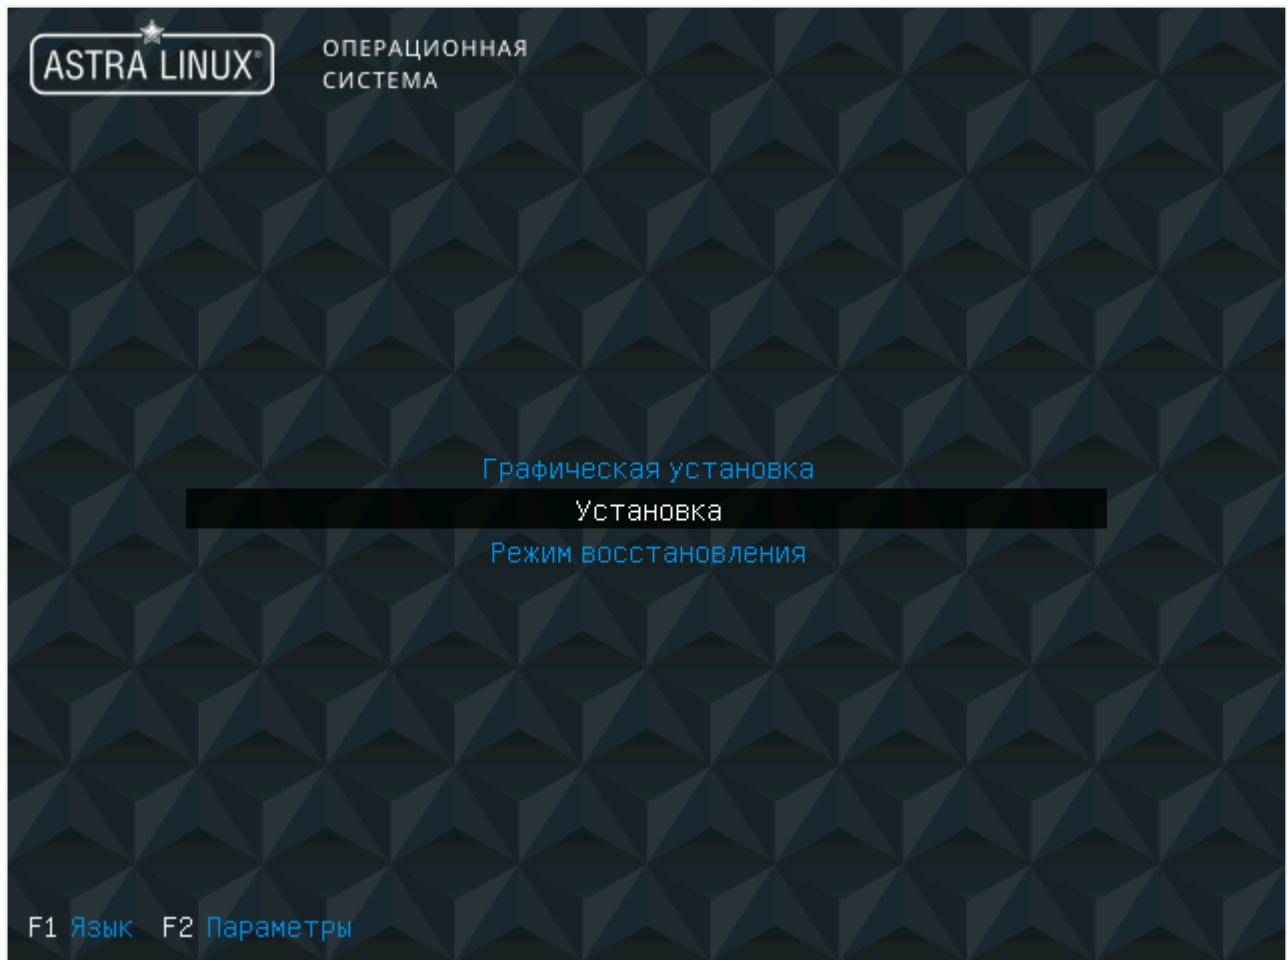 ASTRA LINUX®
ОПЕРАЦИОННАЯ
СИСТЕМА
Графическая установка
Установка
Режим восстановления
F1 Язык F2 Параметры